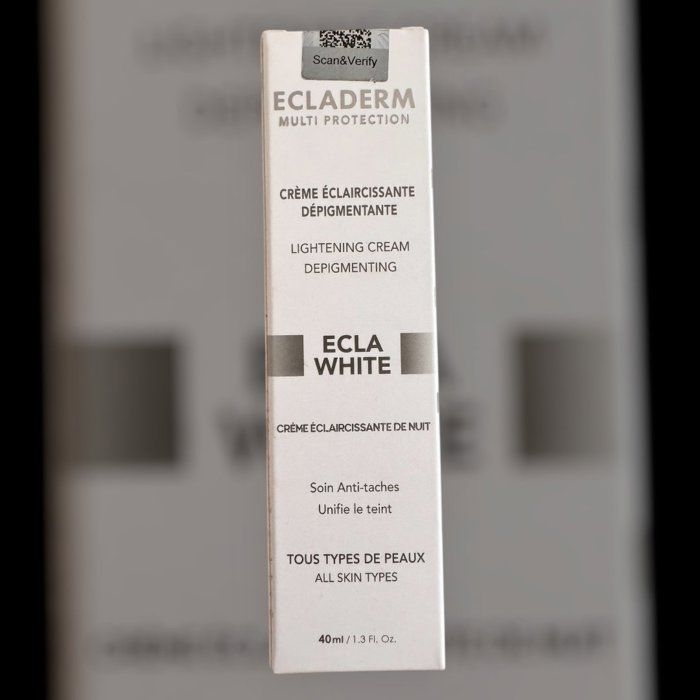 Scan&Verify
ECLADERM
MULTI PROTECTION
CRÈME ÉCLAIRCISSANTE
DÉPIGMENTANTE
LIGHTENING CREAM
DEPIGMENTING
ECLA
WHITE
CRÉME ÉCLAIRCISSANTE DE NUIT
Soin Anti-taches
Unifie le teint
TOUS TYPES DE PEAUX
ALL SKIN TYPES
40ml / 1.3 Fl. Oz.